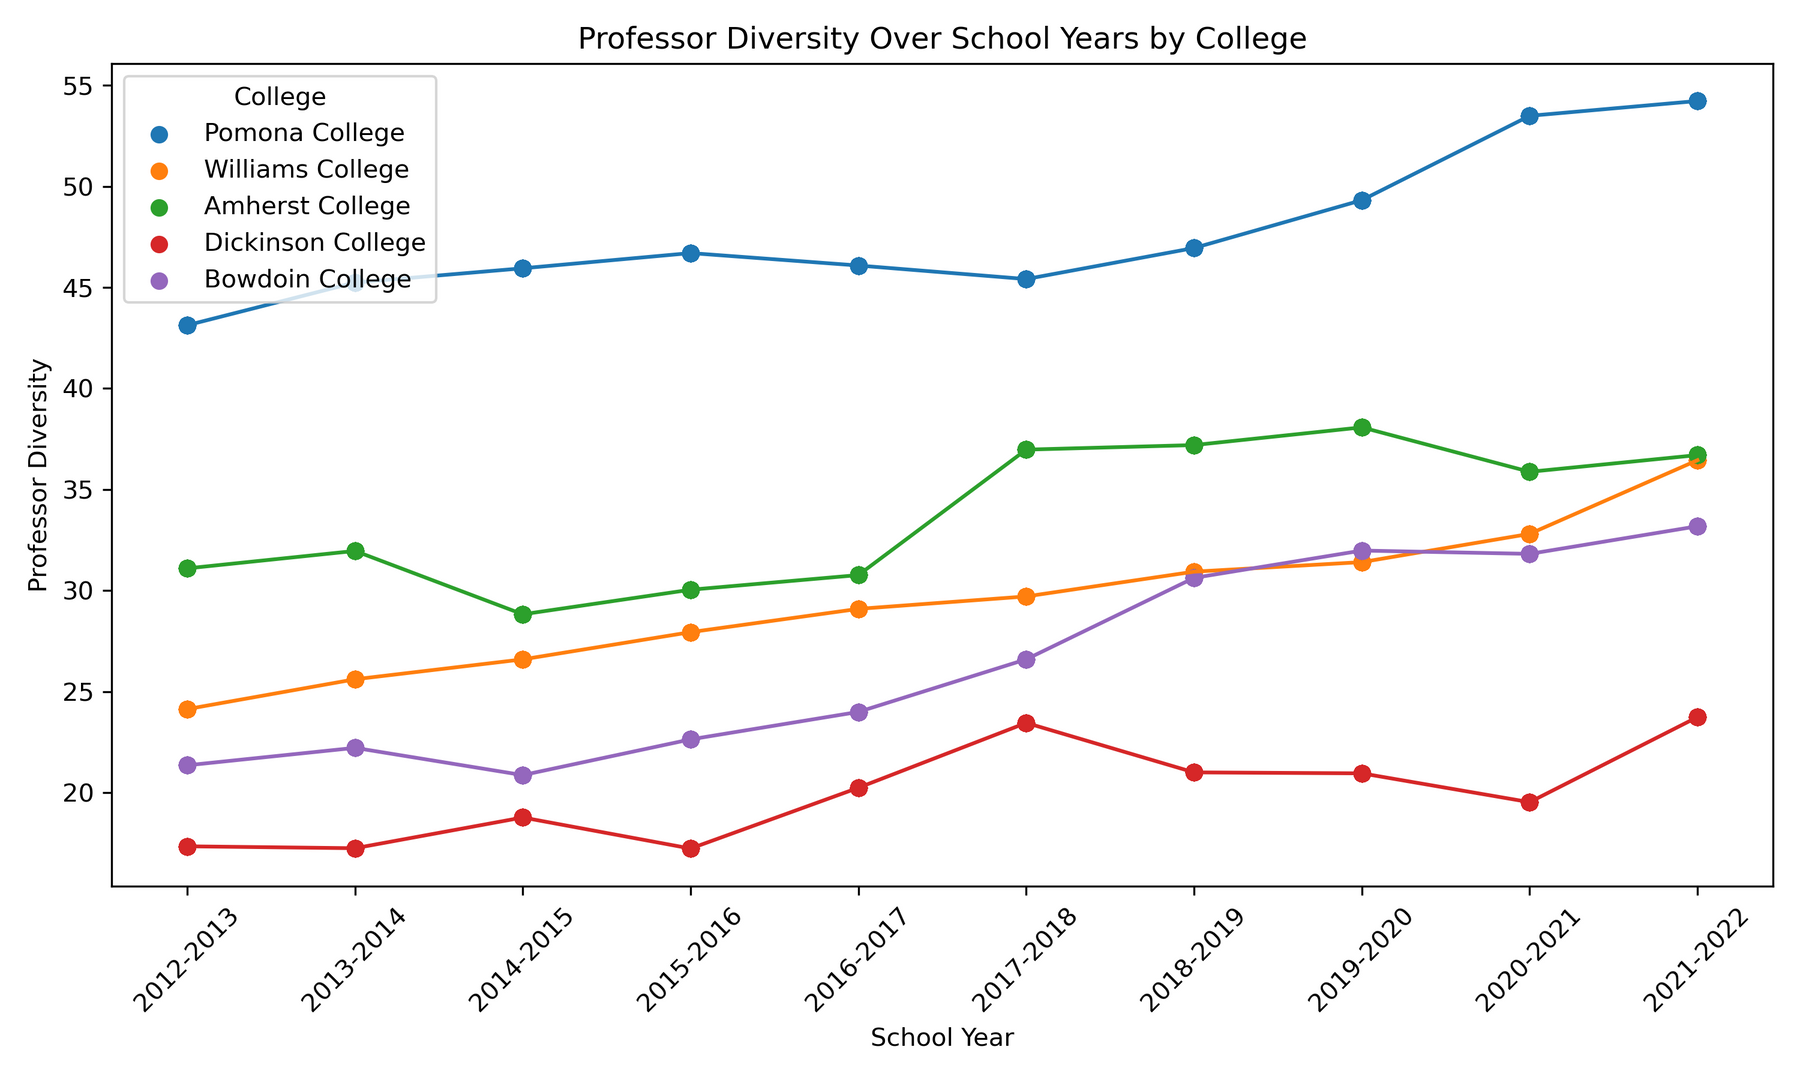 Professor Diversity Over School Years by College
College
Pomona College
Williams College
Amherst College
Dickinson College
Bowdoin College
Professor Diversity
55
50
45
40
35
30
25
20
2012-2013
2013-2014
2014-2015
2015-2016
2016-2017
2017-2018
2018-2019
2019-2020
2020-2021
2021-2022
School Year